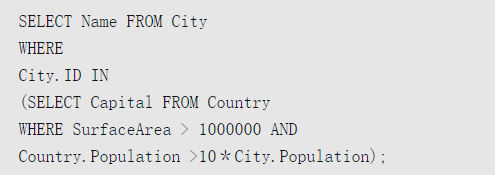 SELECT Name FROM City
WHERE
City.ID IN
(SELECT Capital FROM Country
WHERE SurfaceArea > 1000000 AND
Country.Population >10*City.Population);